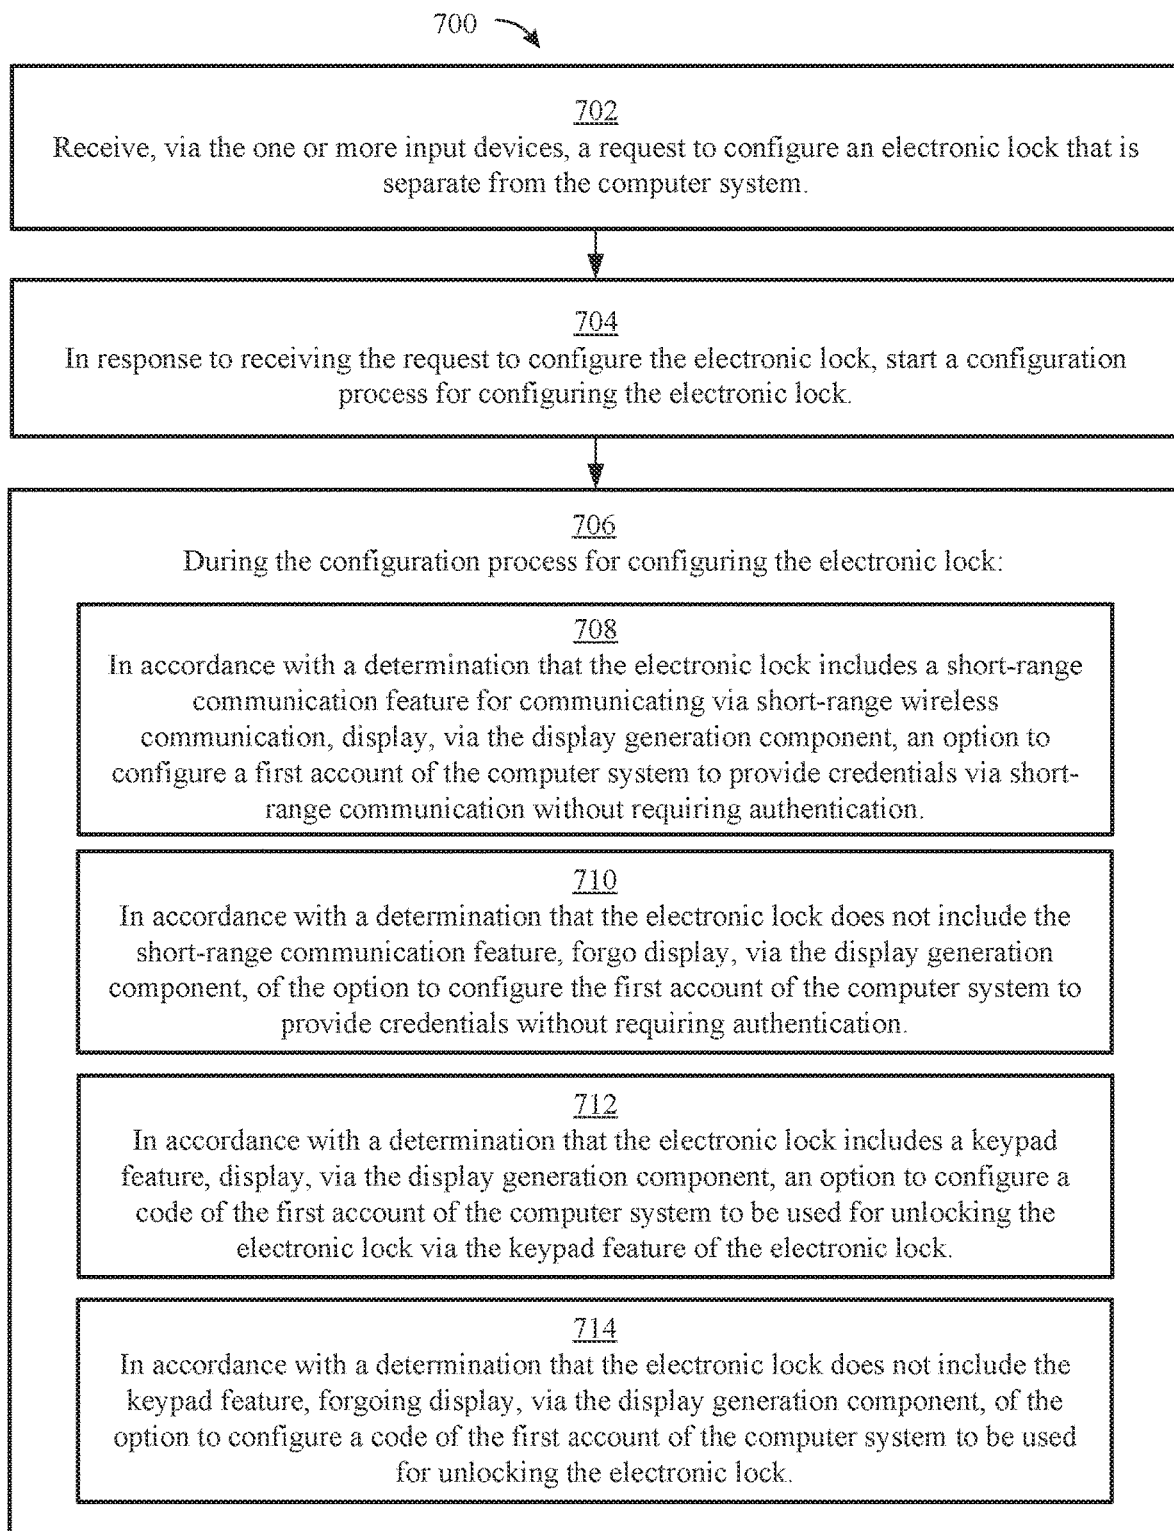 700
702
Receive, via the one or more input devices, a request to configure an electronic lock that is
separate from the computer system.
704
In response to receiving the request to configure the electronic lock, start a configuration
process for configuring the electronic lock.
706
During the configuration process for configuring the electronic lock:
708
In accordance with a determination that the electronic lock includes a short-range
communication feature for communicating via short-range wireless
communication, display, via the display generation component, an option to
configure a first account of the computer system to provide credentials via short-
range communication without requiring authentication.
710
In accordance with a determination that the electronic lock does not include the
short-range communication feature, forgo display, via the display generation
component, of the option to configure the first account of the computer system to
provide credentials without requiring authentication.
712
In accordance with a determination that the electronic lock includes a keypad
feature, display, via the display generation component, an option to configure a
code of the first account of the computer system to be used for unlocking the
electronic lock via the keypad feature of the electronic lock.
714
In accordance with a determination that the electronic lock does not include the
keypad feature, forgoing display, via the display generation component, of the
option to configure a code of the first account of the computer system to be used
for unlocking the electronic lock.